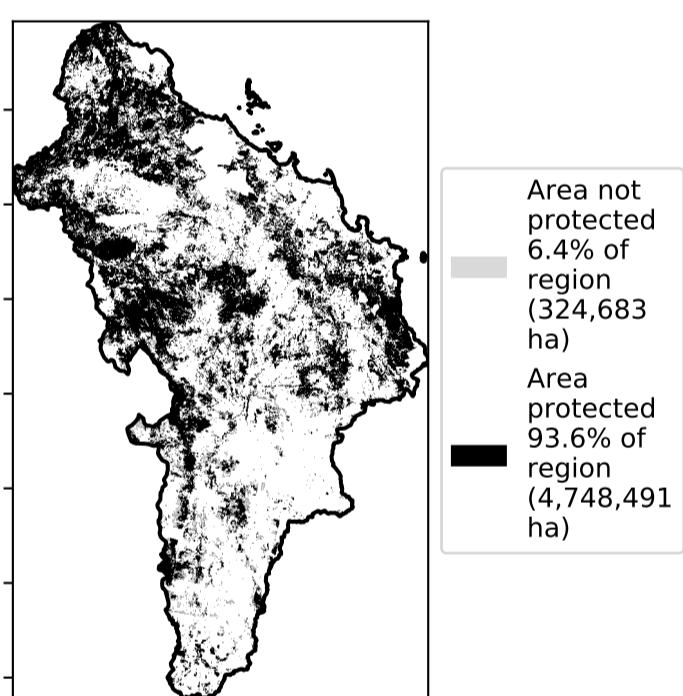 Area not
protected
6.4% of
region
(324,683
ha)
Area
protected
93.6% of
region
(4,748,491
ha)